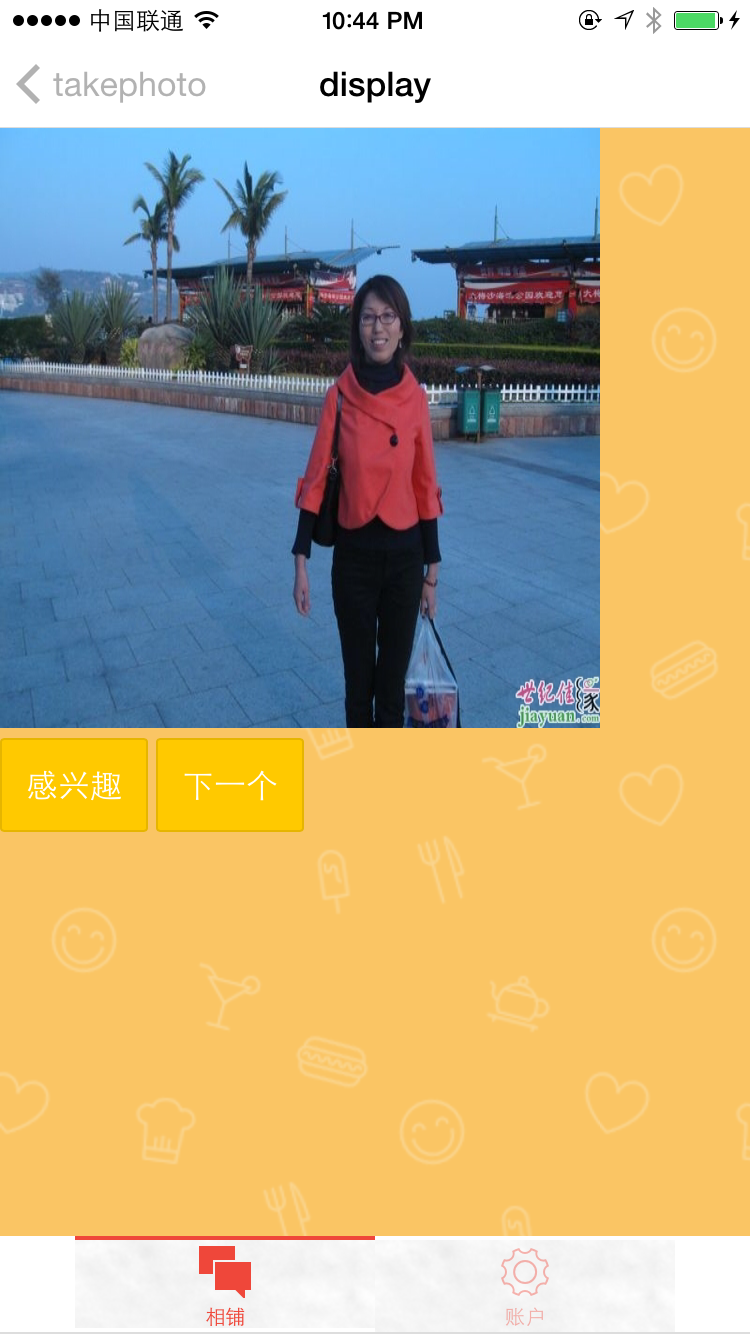 中国联通
10:44 PM
takephoto
display
世纪佳缘
jiayuan.com
感兴趣
下一个
相铺
账户